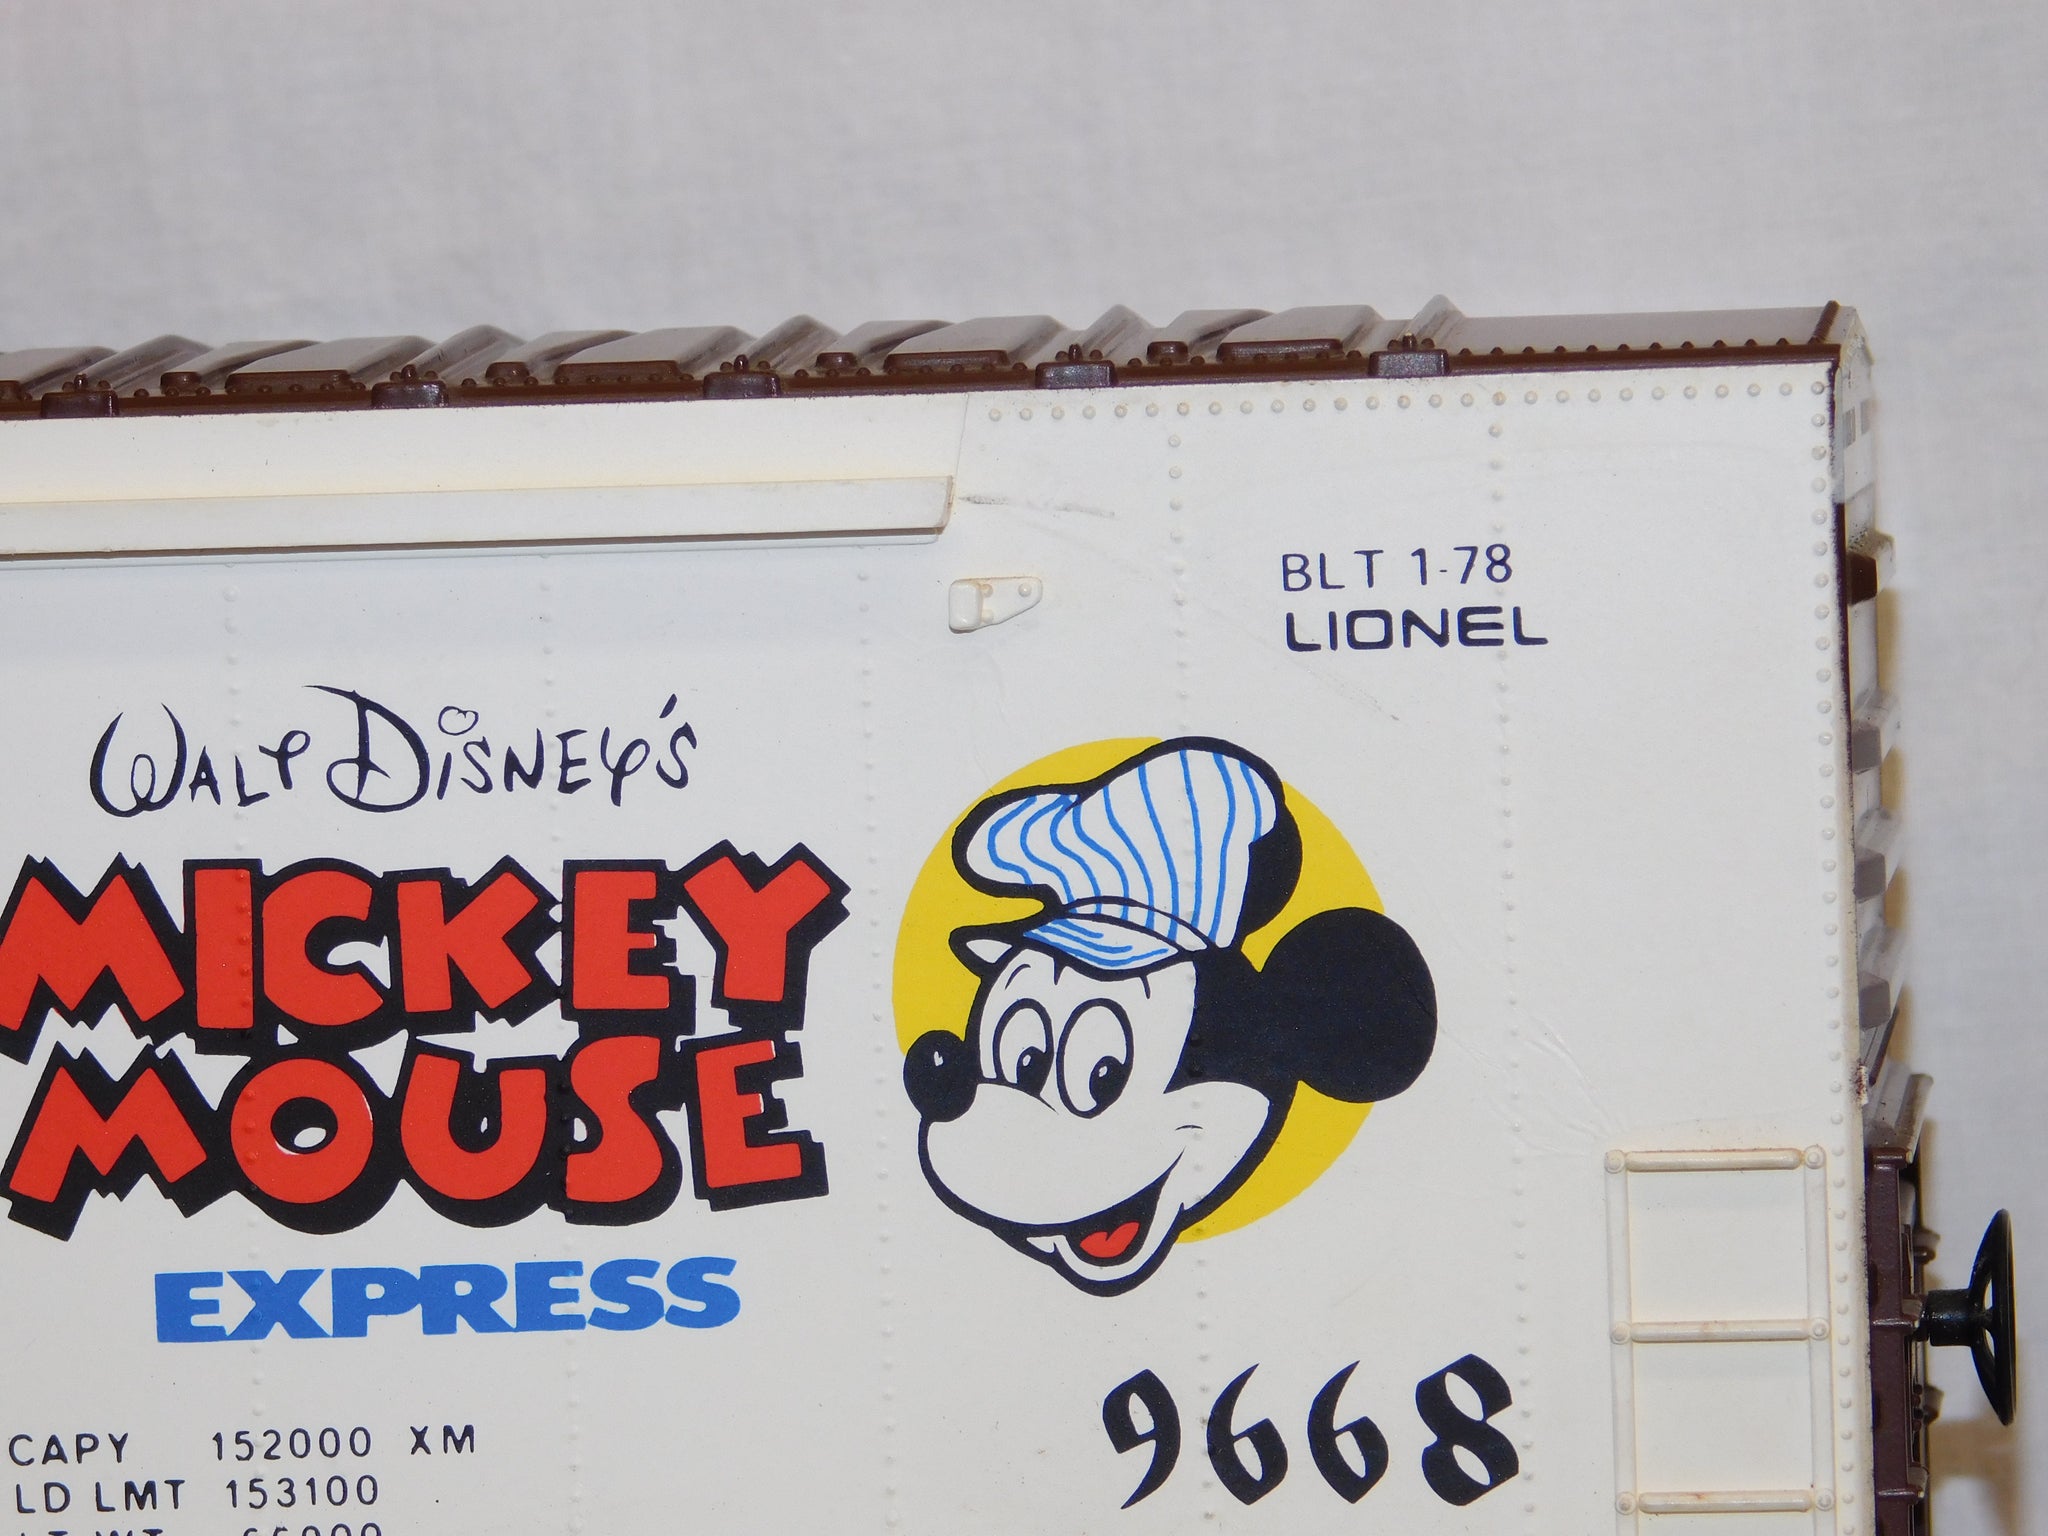 BLT 1-78
LIONEL
WALT DISNEY'S
MICKEY
MOUSE
EXPRESS
9668
CAPY 152000 XM
LD LMT 153100